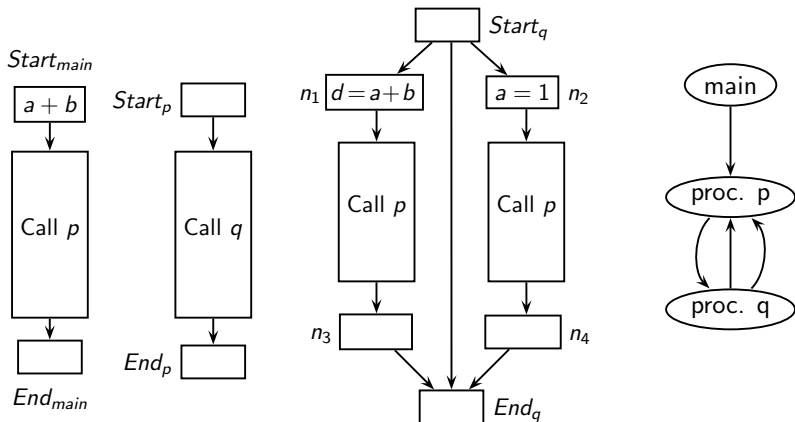 Start_main
a + b
Call p
End_main
Start_p
Call q
End_p
Start_q
n_1
d = a+b
a = 1
n_2
Call p
Call p
n_3
n_4
End_q
main
proc. p
proc. q